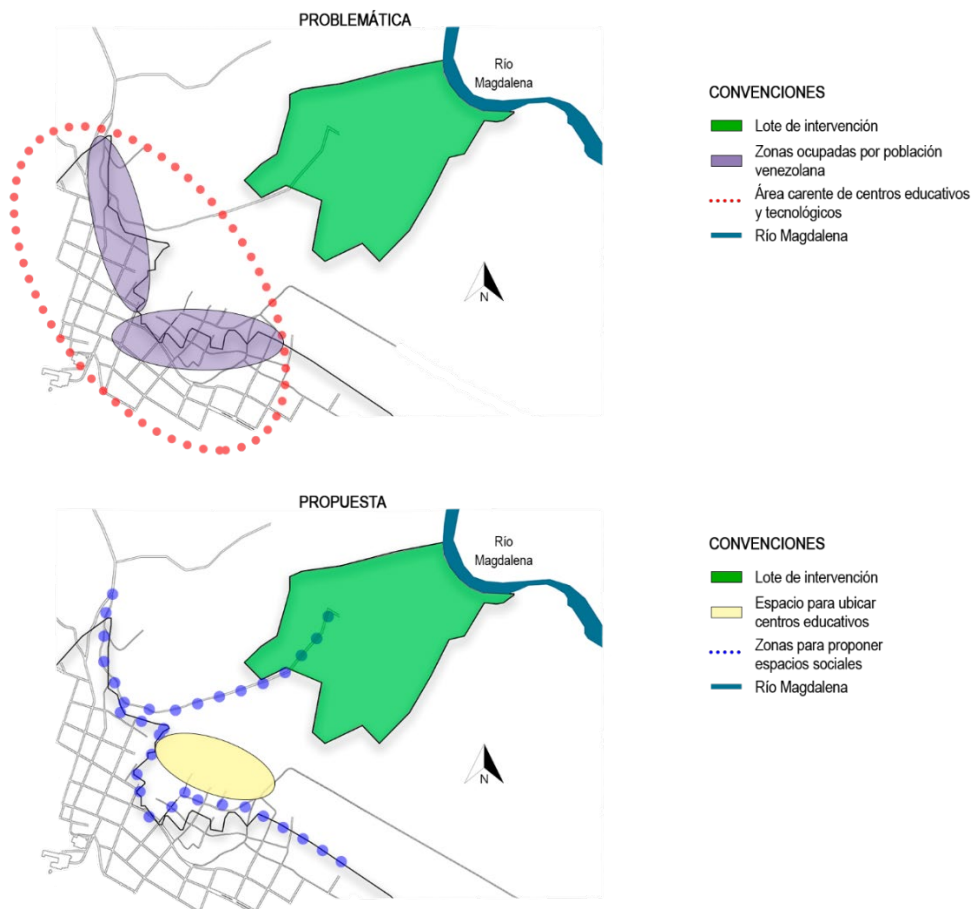 PROBLEMÁTICA
Río
Magdalena
N
CONVENCIONES
Lote de intervención
Zonas ocupadas por población
venezolana
Área carente de centros educativos
y tecnológicos
Río Magdalena
PROPUESTA
Río
Magdalena
N
CONVENCIONES
Lote de intervención
Espacio para ubicar
centros educativos
Zonas para proponer
espacios sociales
Río Magdalena